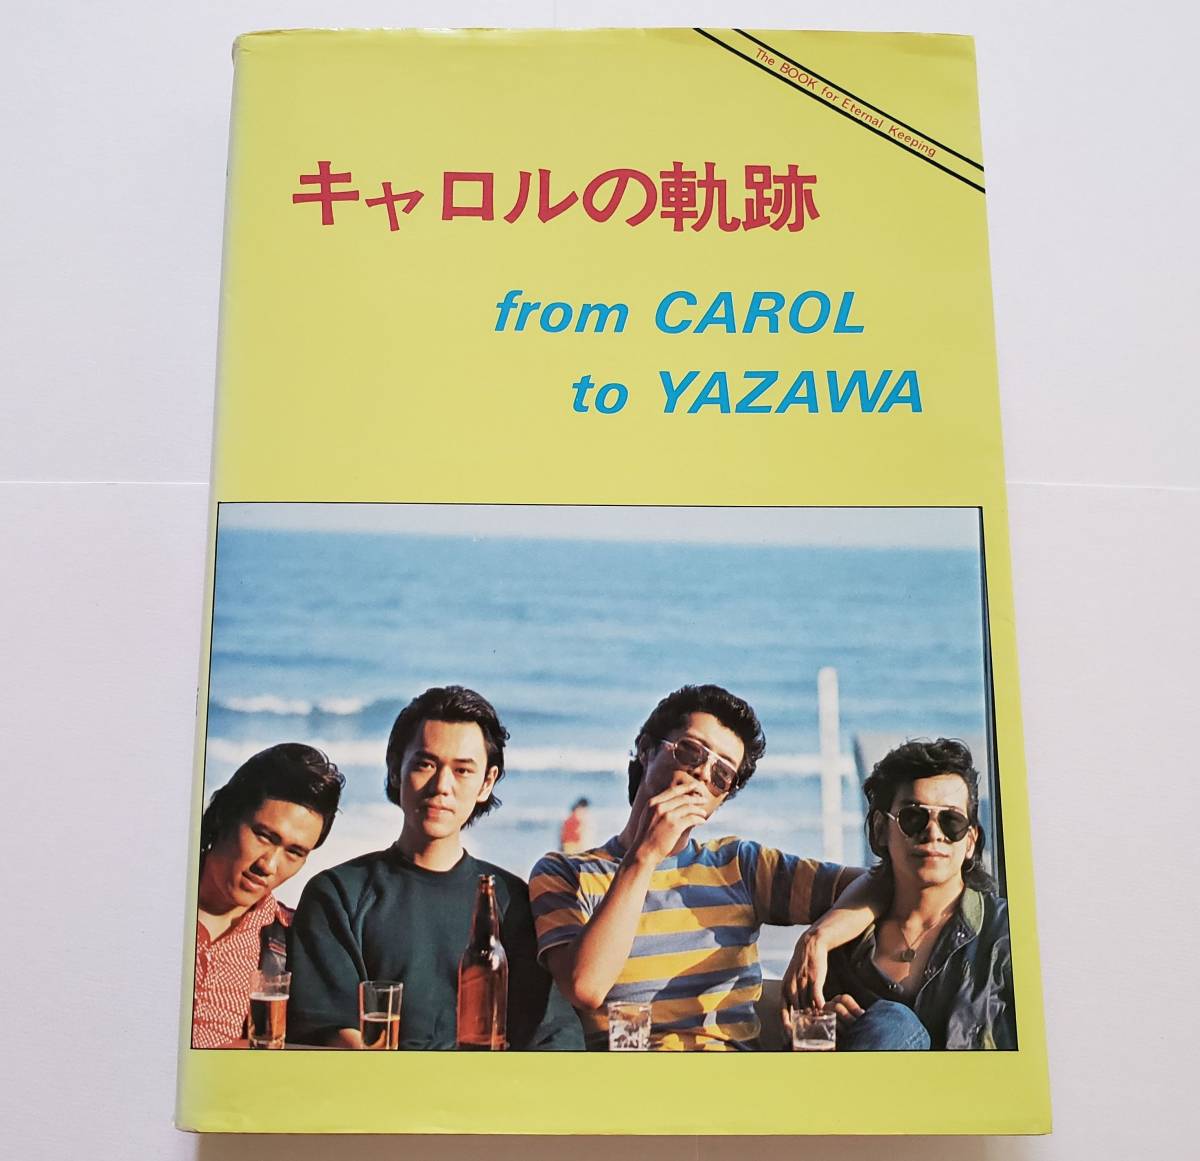 The BOOK for Eternal Keeping
キャロルの軌跡
from CAROL
to YAZAWA